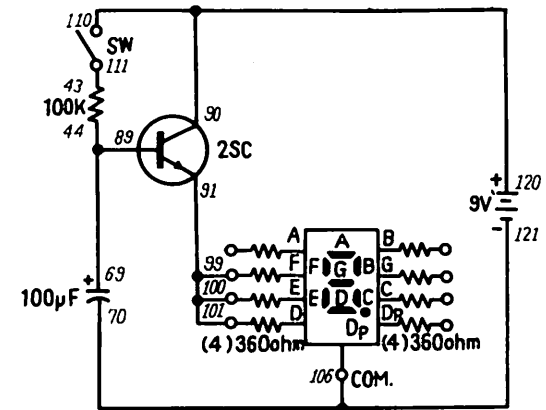 110
SW
111
43
100K
44
89
90
2SC
91
+ 120
9V
- 121
A
B
A
99
F
F
G
B
G
+ 69
100
E
E
D
C
C
100µF
70
101
D
Dp
Dp
(4)360ohm
(4)360ohm
106
COM.